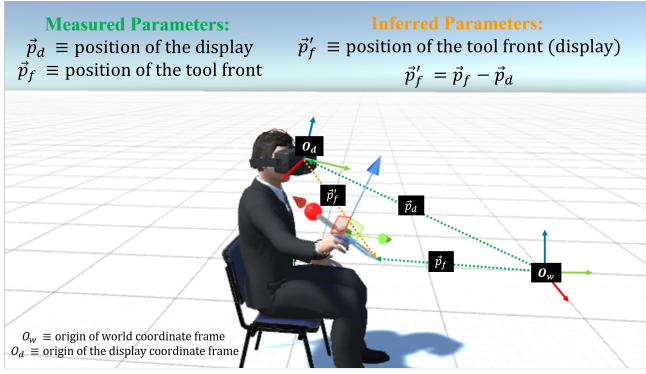 Measured Parameters:
p⃗_d ≡ position of the display
p⃗_f ≡ position of the tool front
Inferred Parameters:
p⃗_f′ ≡ position of the tool front (display)
p⃗_f′ = p⃗_f − p⃗_d
O_d
p⃗_f′
p⃗_d
p⃗_f
O_w
O_w ≡ origin of world coordinate frame
O_d ≡ origin of the display coordinate frame